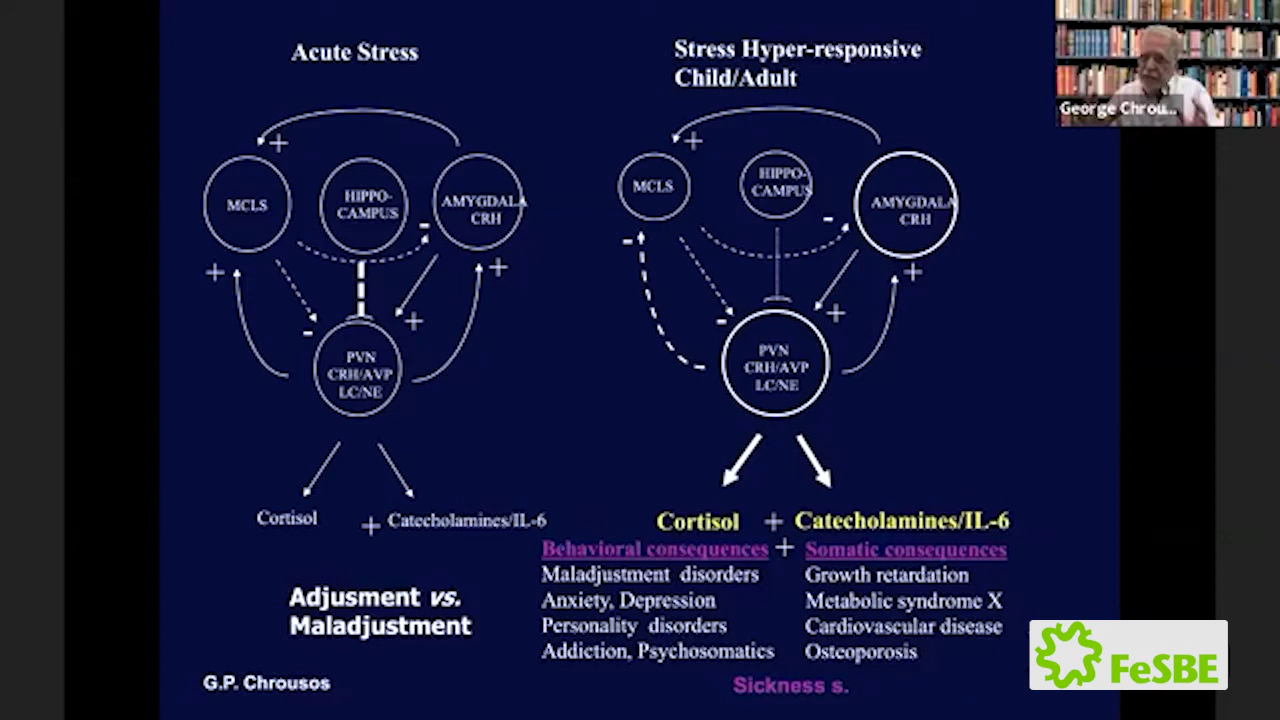 Acute Stress
+
MCLS
HIPPO-
CAMPUS
AMYGDALA
CRH
-
+
+
-
+
PVN
CRH/AVP
LC/NE
Cortisol
+ Catecholamines/IL-6
Adjusment vs.
Maladjustment
G.P. Chrousos
Stress Hyper-responsive
Child/Adult
+
MCLS
HIPPO-
CAMPUS
AMYGDALA
CRH
-
-
+
-
+
PVN
CRH/AVP
LC/NE
Cortisol + Catecholamines/IL-6
Behavioral consequences + Somatic consequences
Maladjustment disorders
Anxiety, Depression
Personality disorders
Addiction, Psychosomatics
Growth retardation
Metabolic syndrome X
Cardiovascular disease
Osteoporosis
Sickness s.
George Chrou...
FeSBE